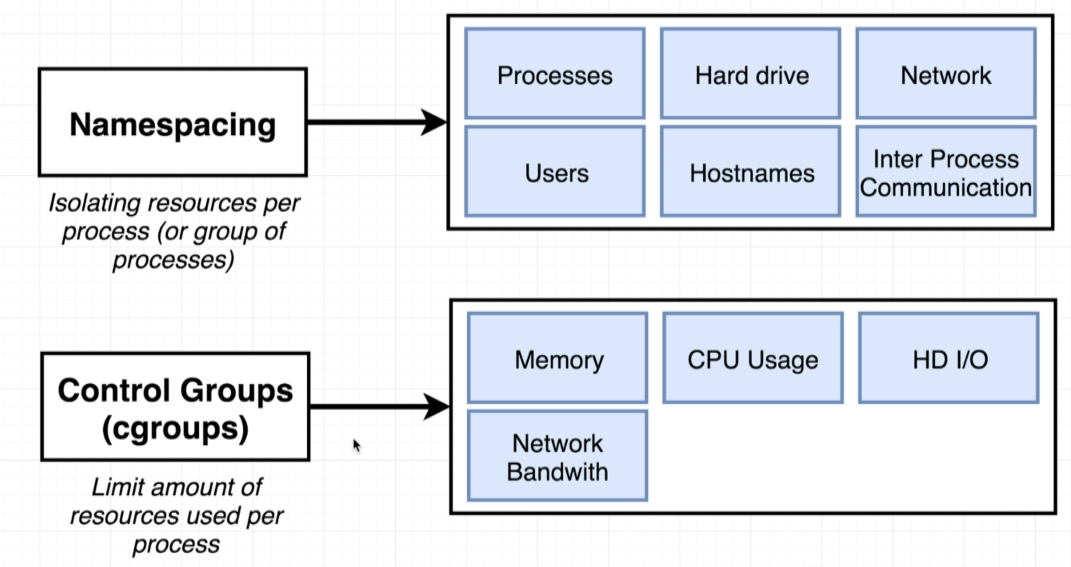 Namespacing
Isolating resources per
process (or group of
processes)
Processes
Hard drive
Network
Users
Hostnames
Inter Process
Communication
Control Groups
(cgroups)
Limit amount of
resources used per
process
Memory
CPU Usage
HD I/O
Network
Bandwith